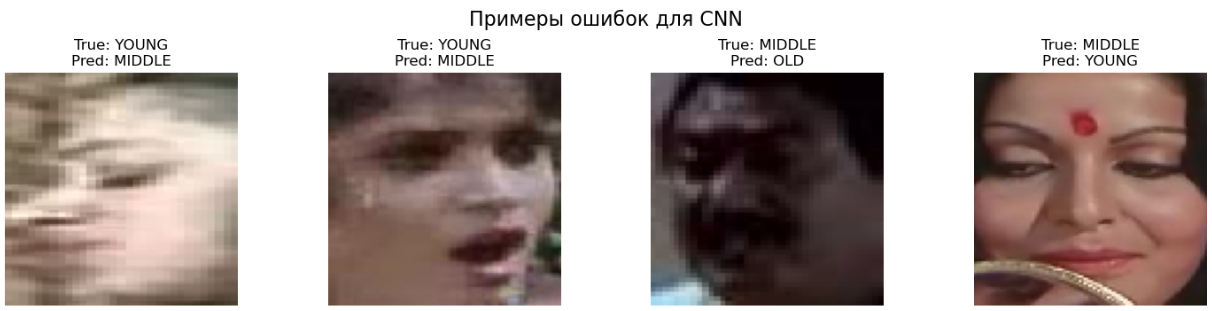 Примеры ошибок для CNN
True: YOUNG
Pred: MIDDLE
True: YOUNG
Pred: MIDDLE
True: MIDDLE
Pred: OLD
True: MIDDLE
Pred: YOUNG